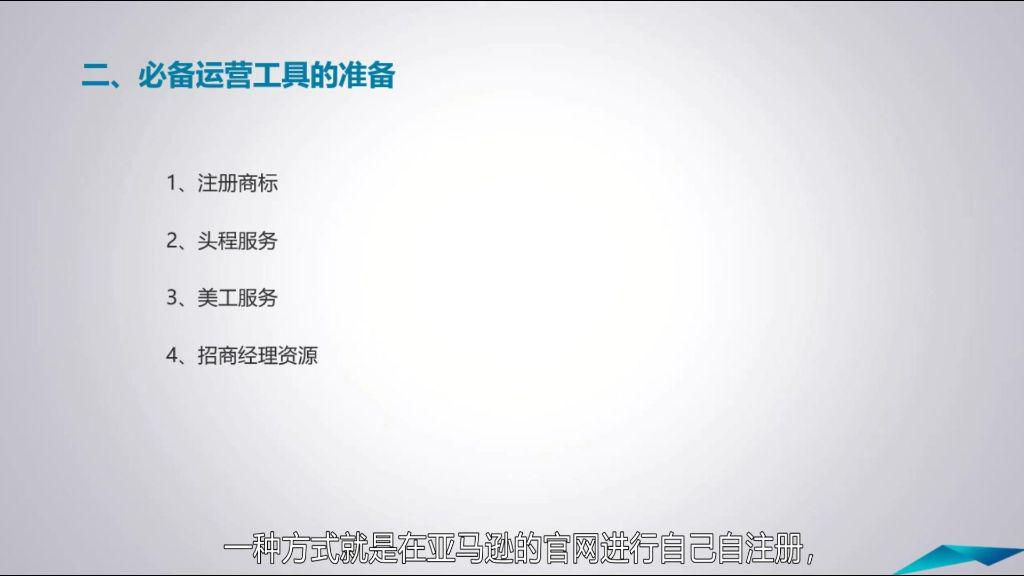 二、必备运营工具的准备
1、注册商标
2、头程服务
3、美工服务
4、招商经理资源
一种方式就是在亚马逊的官网进行自己自注册，